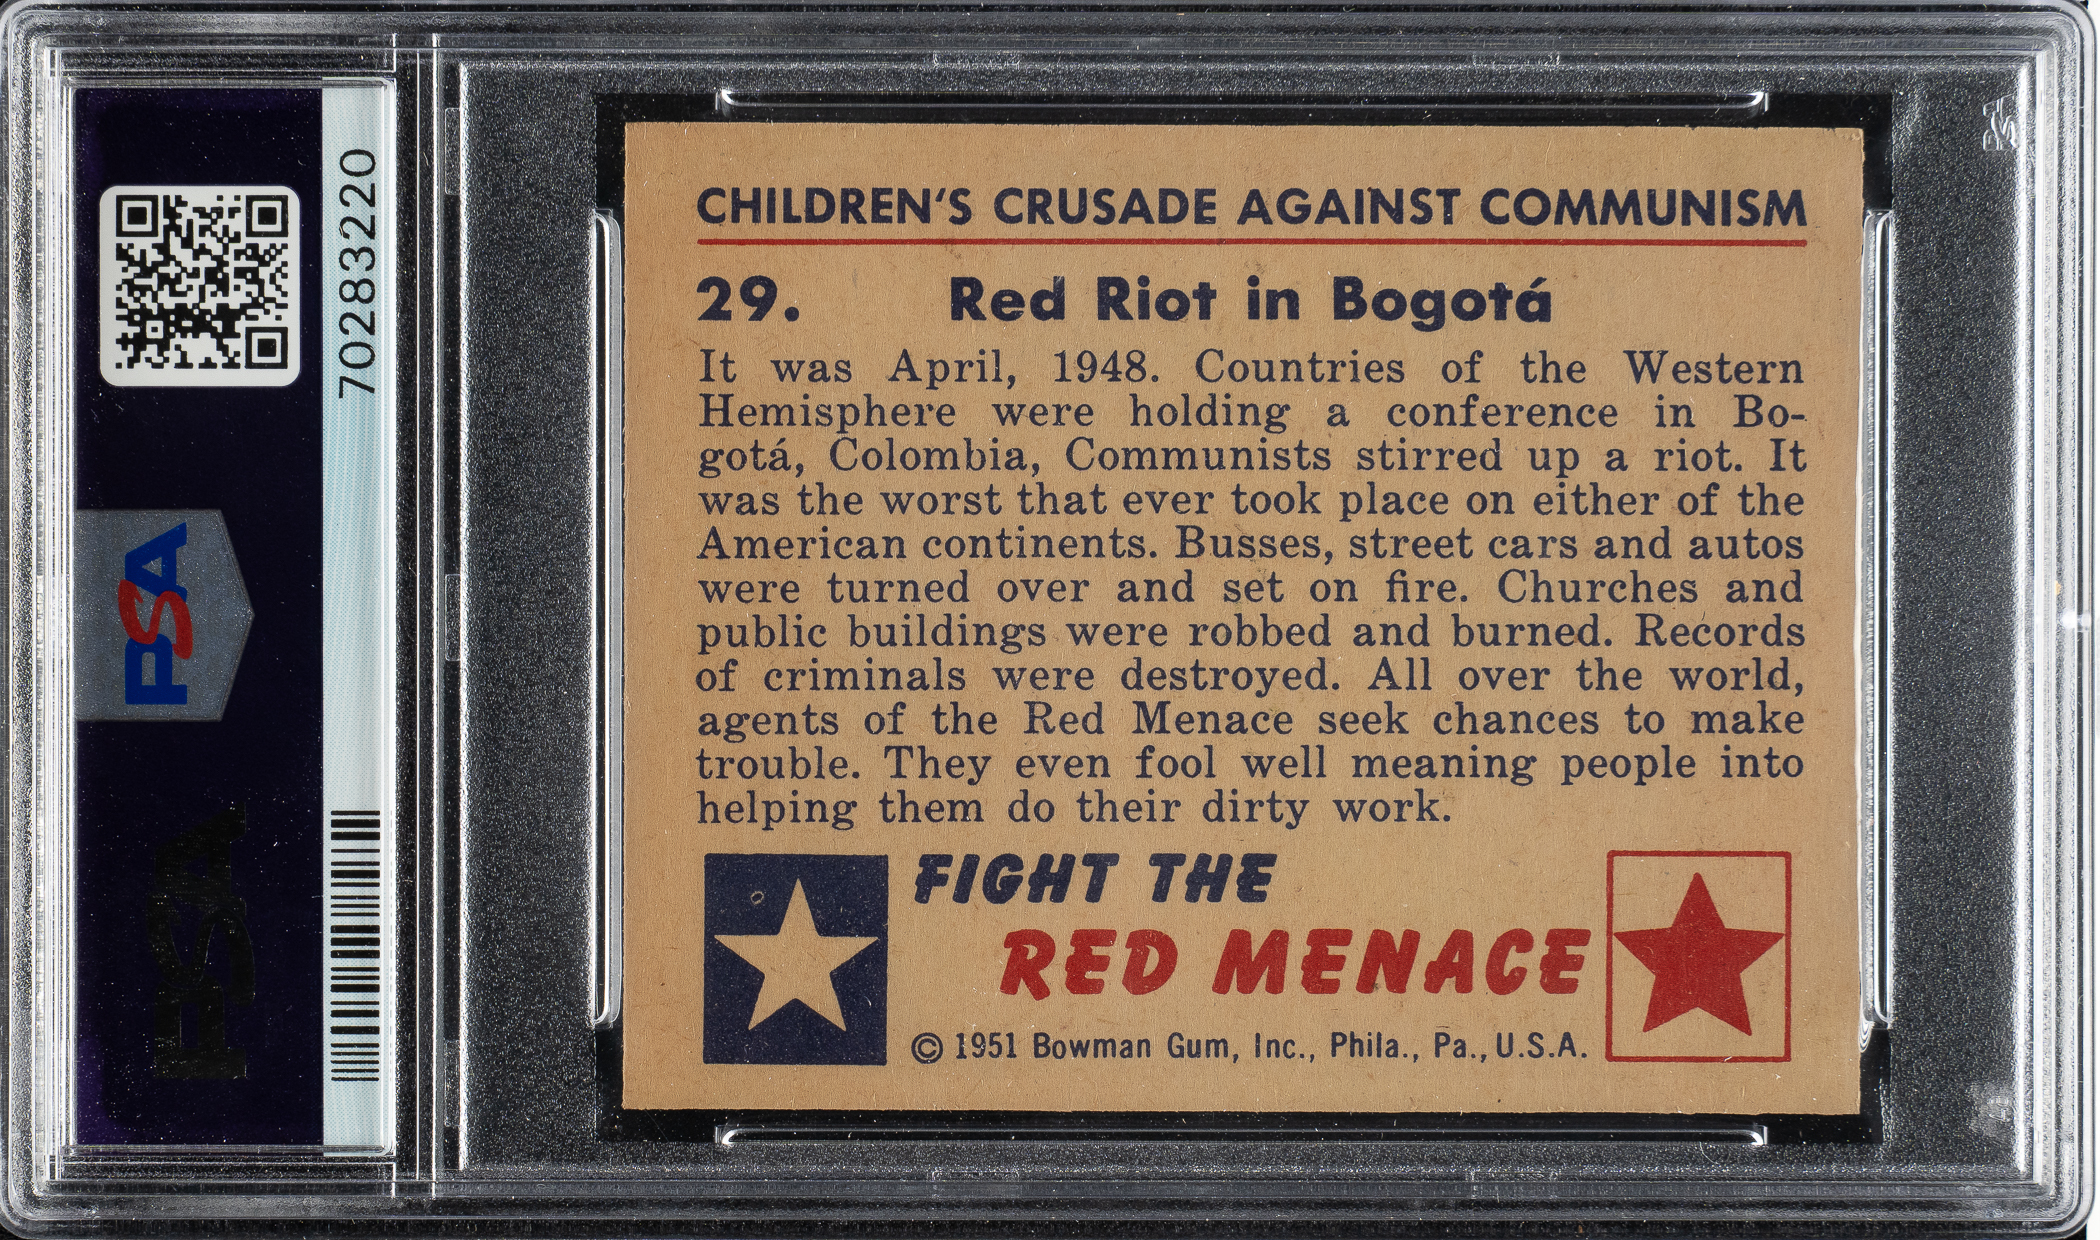 CHILDREN'S CRUSADE AGAINST COMMUNISM
29. Red Riot in Bogotá
It was April, 1948. Countries of the Western
Hemisphere were holding a conference in Bo-
gotá, Colombia, Communists stirred up a riot. It
was the worst that ever took place on either of the
American continents. Busses, street cars and autos
were turned over and set on fire. Churches and
public buildings were robbed and burned. Records
of criminals were destroyed. All over the world,
agents of the Red Menace seek chances to make
trouble. They even fool well meaning people into
helping them do their dirty work.
FIGHT THE
RED MENACE
© 1951 Bowman Gum, Inc., Phila., Pa., U.S.A.
70283220
PSA
PSA